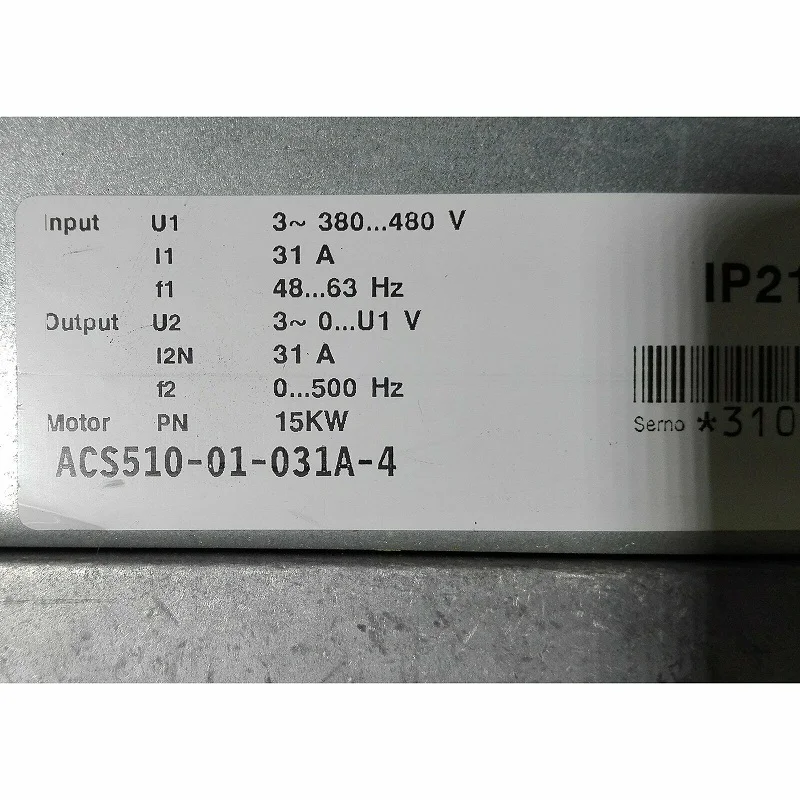 Input U1 3~ 380...480 V
I1 31 A
f1 48...63 Hz
Output U2 3~ 0...U1 V
I2N 31 A
f2 0...500 Hz
Motor PN 15KW
ACS510-01-031A-4
IP21
Serno *310